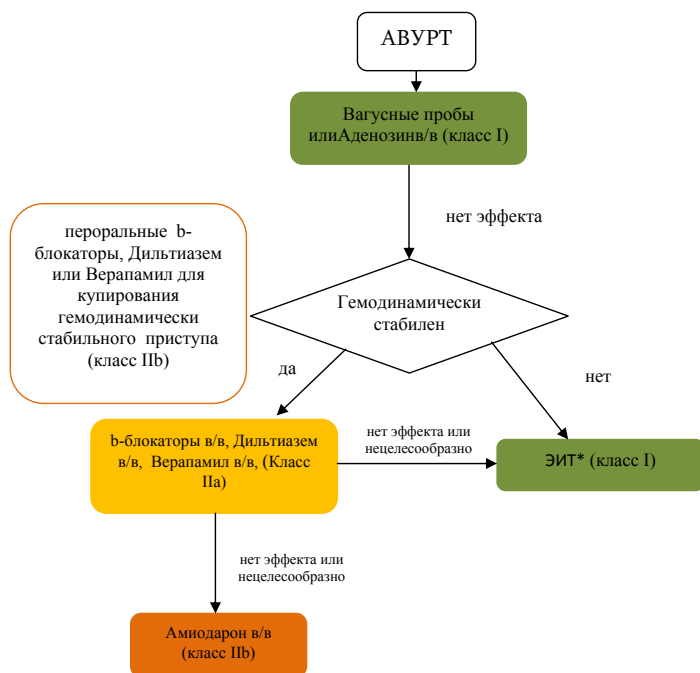 АВУРТ
Вагусные пробы
илиАденозинв/в (класс I)
нет эффекта
пероральные b-
блокаторы, Дильтиазем
или Верапамил для
купирования
гемодинамически
стабильного приступа
(класс IIb)
Гемодинамически
стабилен
да
нет
b-блокаторы в/в, Дильтиазем
в/в, Верапамил в/в, (Класс
IIa)
нет эффекта или
нецелесообразно
ЭИТ* (класс I)
нет эффекта или
нецелесообразно
Амиодарон в/в
(класс IIb)